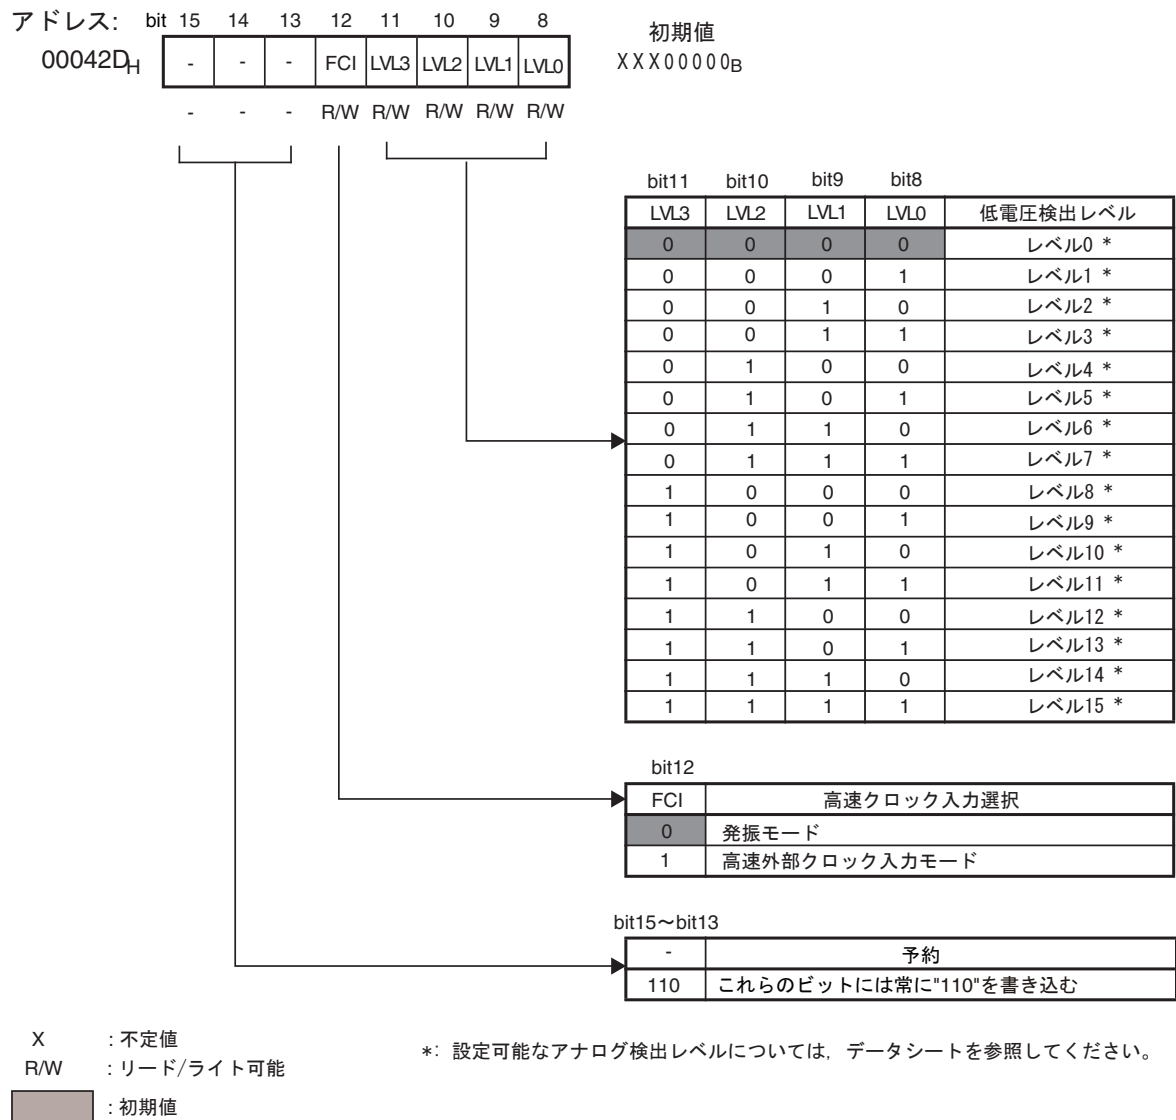 アドレス: bit 15 14 13 12 11 10 9 8 初期値
00042DH - - - FCI LVL3 LVL2 LVL1 LVL0 XXX00000B
- - - R/W R/W R/W R/W R/W
bit11 bit10 bit9 bit8
LVL3 LVL2 LVL1 LVL0 低電圧検出レベル
0 0 0 0 レベル0 *
0 0 0 1 レベル1 *
0 0 1 0 レベル2 *
0 0 1 1 レベル3 *
0 1 0 0 レベル4 *
0 1 0 1 レベル5 *
0 1 1 0 レベル6 *
0 1 1 1 レベル7 *
1 0 0 0 レベル8 *
1 0 0 1 レベル9 *
1 0 1 0 レベル10 *
1 0 1 1 レベル11 *
1 1 0 0 レベル12 *
1 1 0 1 レベル13 *
1 1 1 0 レベル14 *
1 1 1 1 レベル15 *
bit12
FCI 高速クロック入力選択
0 発振モード
1 高速外部クロック入力モード
bit15～bit13
- 予約
110 これらのビットには常に"110"を書き込む
X : 不定値
R/W : リード/ライト可能
: 初期値
*: 設定可能なアナログ検出レベルについては, データシートを参照してください。